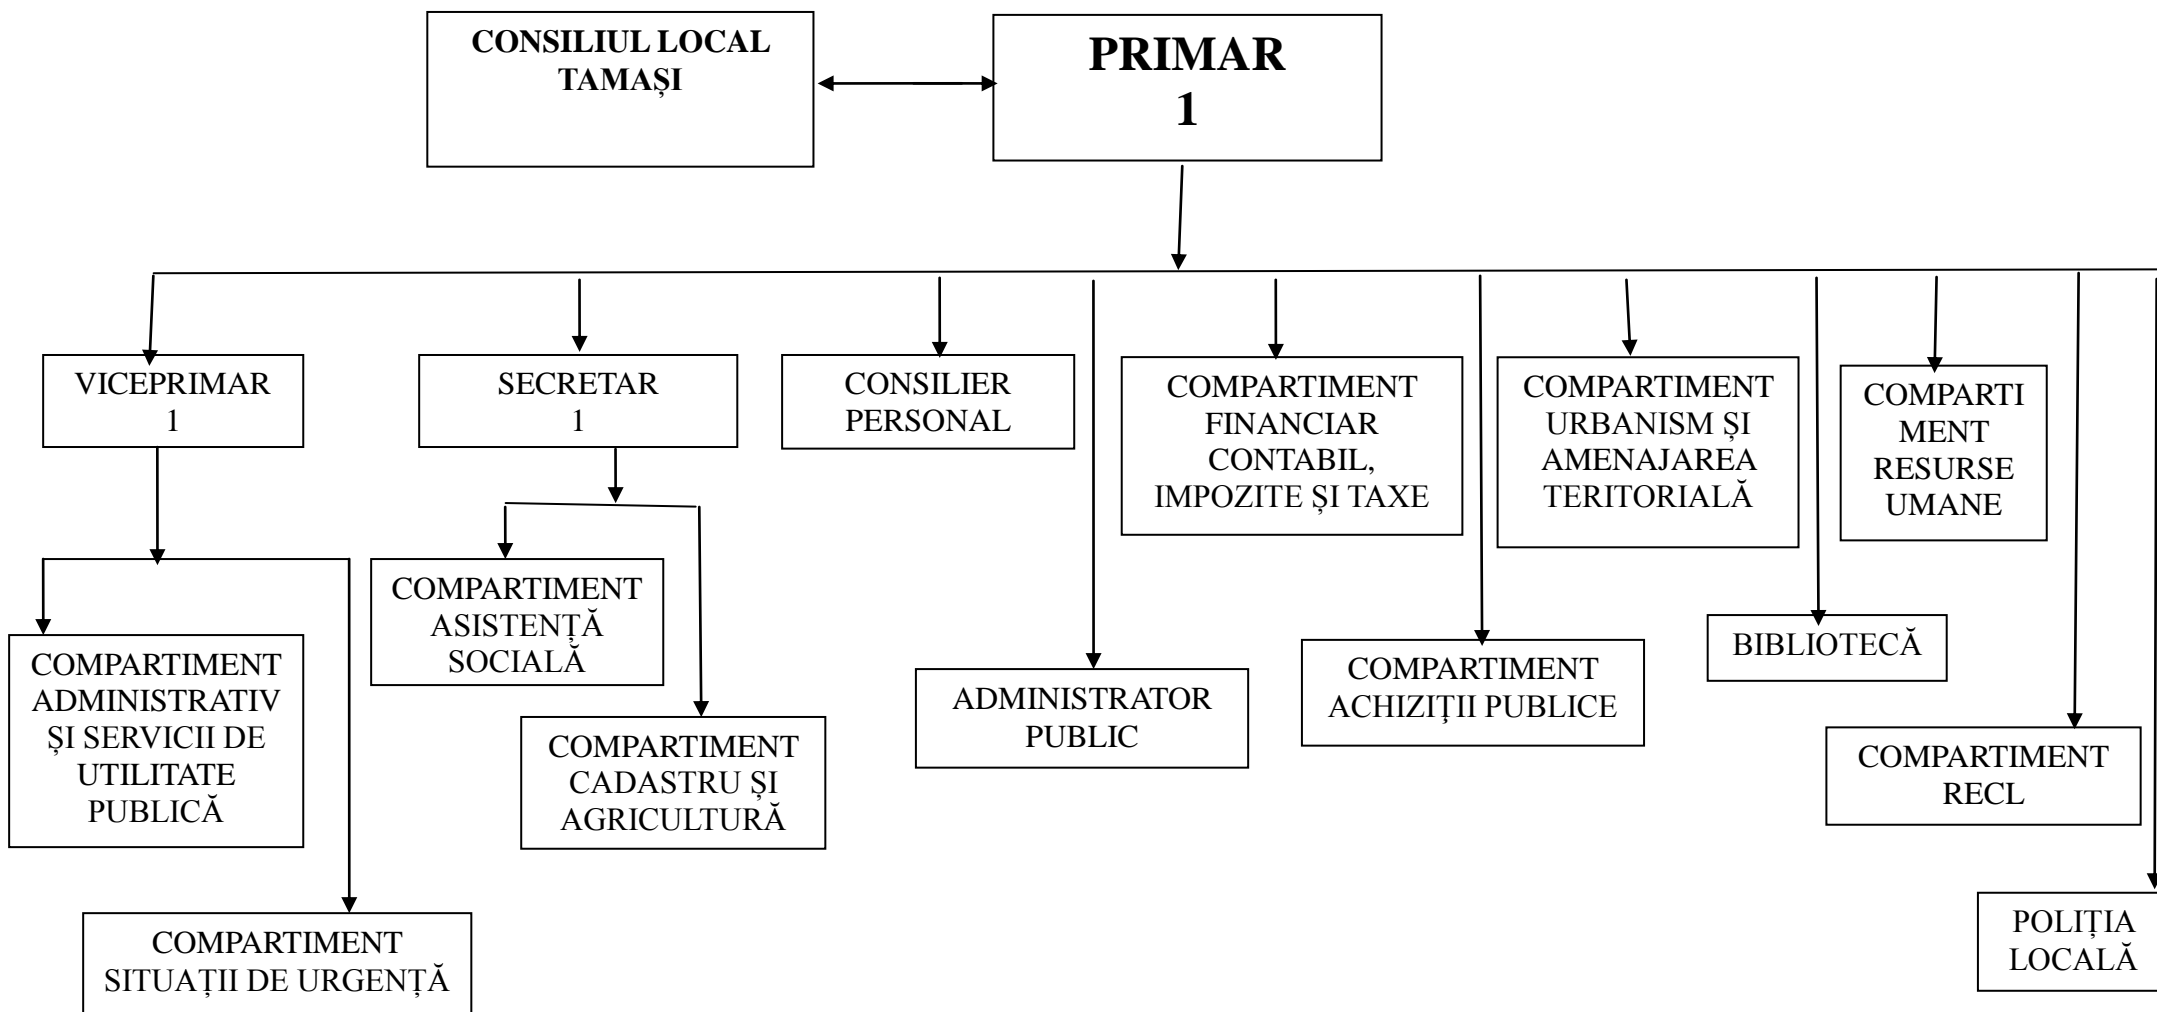 CONSILIUL LOCAL
TAMAȘI
PRIMAR
1
VICEPRIMAR
1
SECRETAR
1
CONSILIER
PERSONAL
COMPARTIMENT
FINANCIAR
CONTABIL,
IMPOZITE ȘI TAXE
COMPARTIMENT
URBANISM ȘI
AMENAJAREA
TERITORIALĂ
COMPARTI
MENT
RESURSE
UMANE
COMPARTIMENT
ADMINISTRATIV
ȘI SERVICII DE
UTILITATE
PUBLICĂ
COMPARTIMENT
ASISTENȚĂ
SOCIALĂ
COMPARTIMENT
CADASTRU ȘI
AGRICULTURĂ
ADMINISTRATOR
PUBLIC
COMPARTIMENT
ACHIZIŢII PUBLICE
BIBLIOTECĂ
COMPARTIMENT
RECL
COMPARTIMENT
SITUAȚII DE URGENȚĂ
POLIȚIA
LOCALĂ